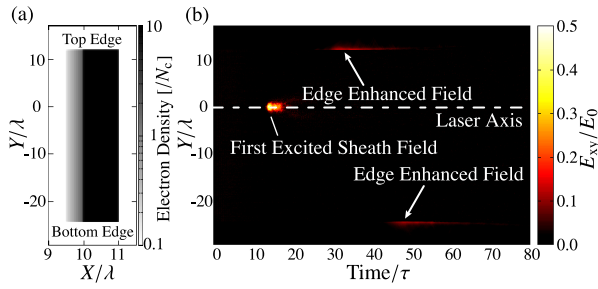 (a)
Top Edge
Bottom Edge
10
0
-10
-20
Y/λ
9
10
11
X/λ
Electron Density [/Nc]
10
1
0.1
(b)
Edge Enhanced Field
Laser Axis
First Excited Sheath Field
Edge Enhanced Field
10
0
-10
-20
Y/λ
0
10
20
30
40
50
60
70
80
Time/τ
0.5
0.4
0.3
0.2
0.1
0.0
Exy/E0